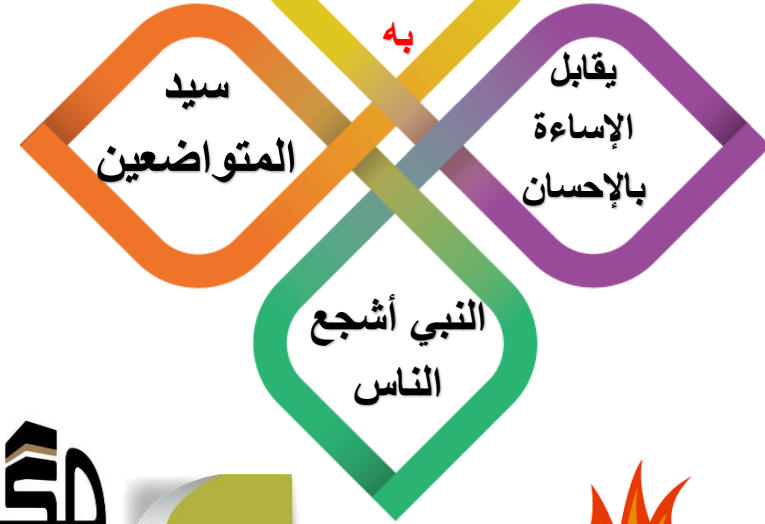 به
يقابل
الإساءة
بالإحسان
سيد
المتواضعين
النبي أشجع
الناس